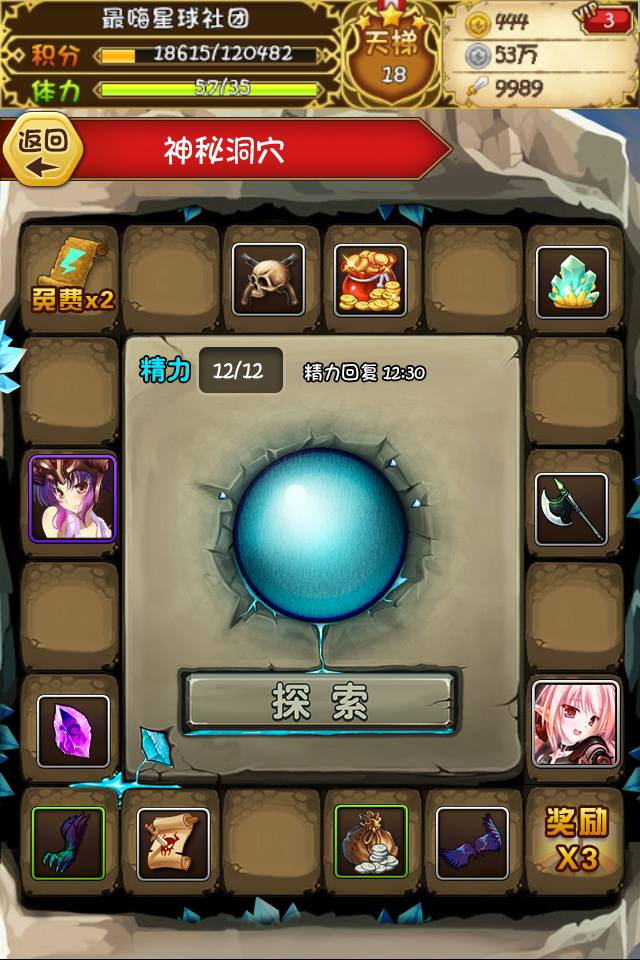 最嗨星球社团
积分 18615/120482
体力 57/35
天梯
18
444
53万
9989
VIP 3
返回
神秘洞穴
免费x2
精力 12/12 精力回复 12:30
探索
奖励
X3